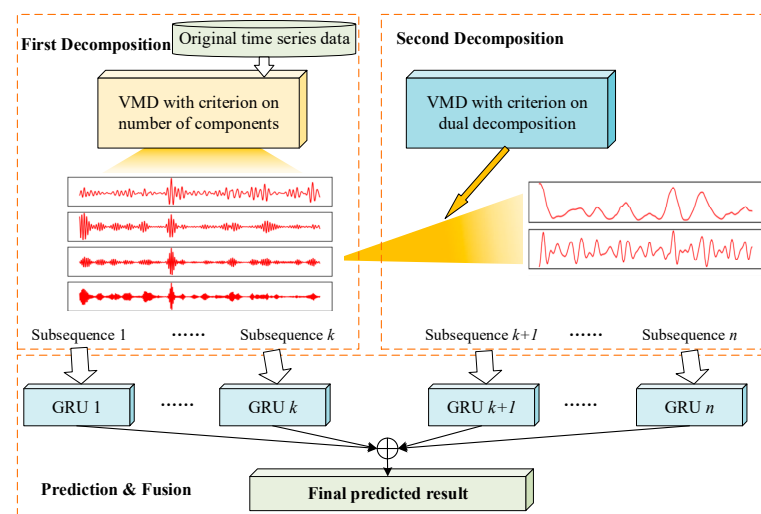 First Decomposition
Original time series data
Second Decomposition
VMD with criterion on
number of components
VMD with criterion on
dual decomposition
Subsequence 1 ...... Subsequence k
Subsequence k+1 ...... Subsequence n
GRU 1 ...... GRU k
GRU k+1 ...... GRU n
Prediction & Fusion
Final predicted result